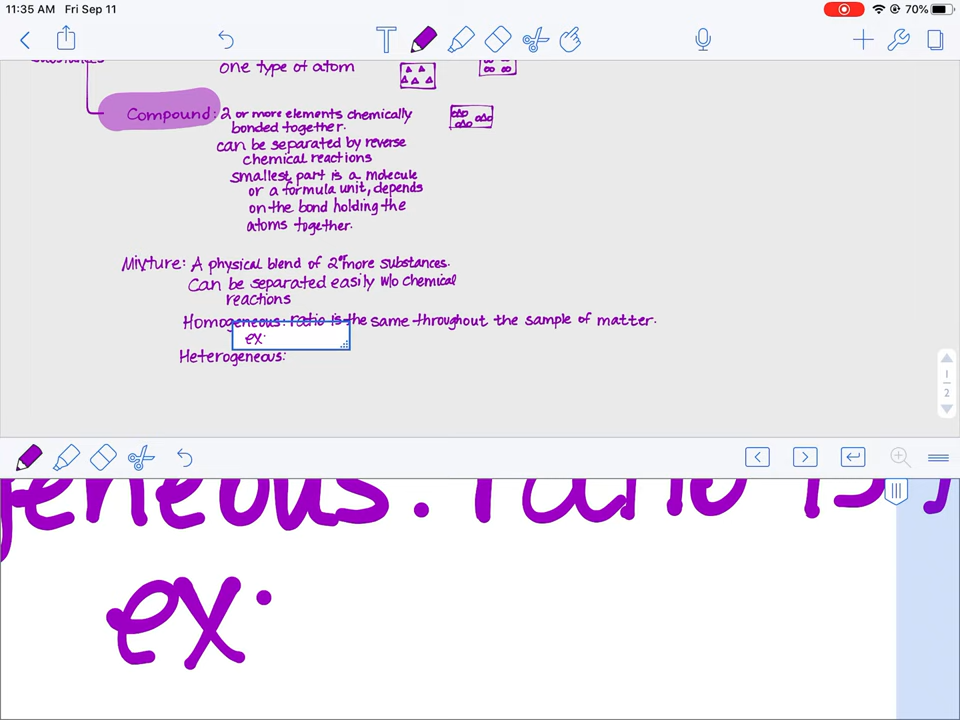 11:35 AM Fri Sep 11 70%
T
one type of atom
Compound: 2 or more elements chemically
bonded together.
can be separated by reverse
chemical reactions
smallest part is a molecule
or a formula unit, depends
on the bond holding the
atoms together.
Mixture: A physical blend of 2 or more substances.
Can be separated easily w/o chemical
reactions
Homogeneous: ratio is the same throughout the sample of matter.
ex:
Heterogeneous:
1
2
geneous: ratio is
ex.